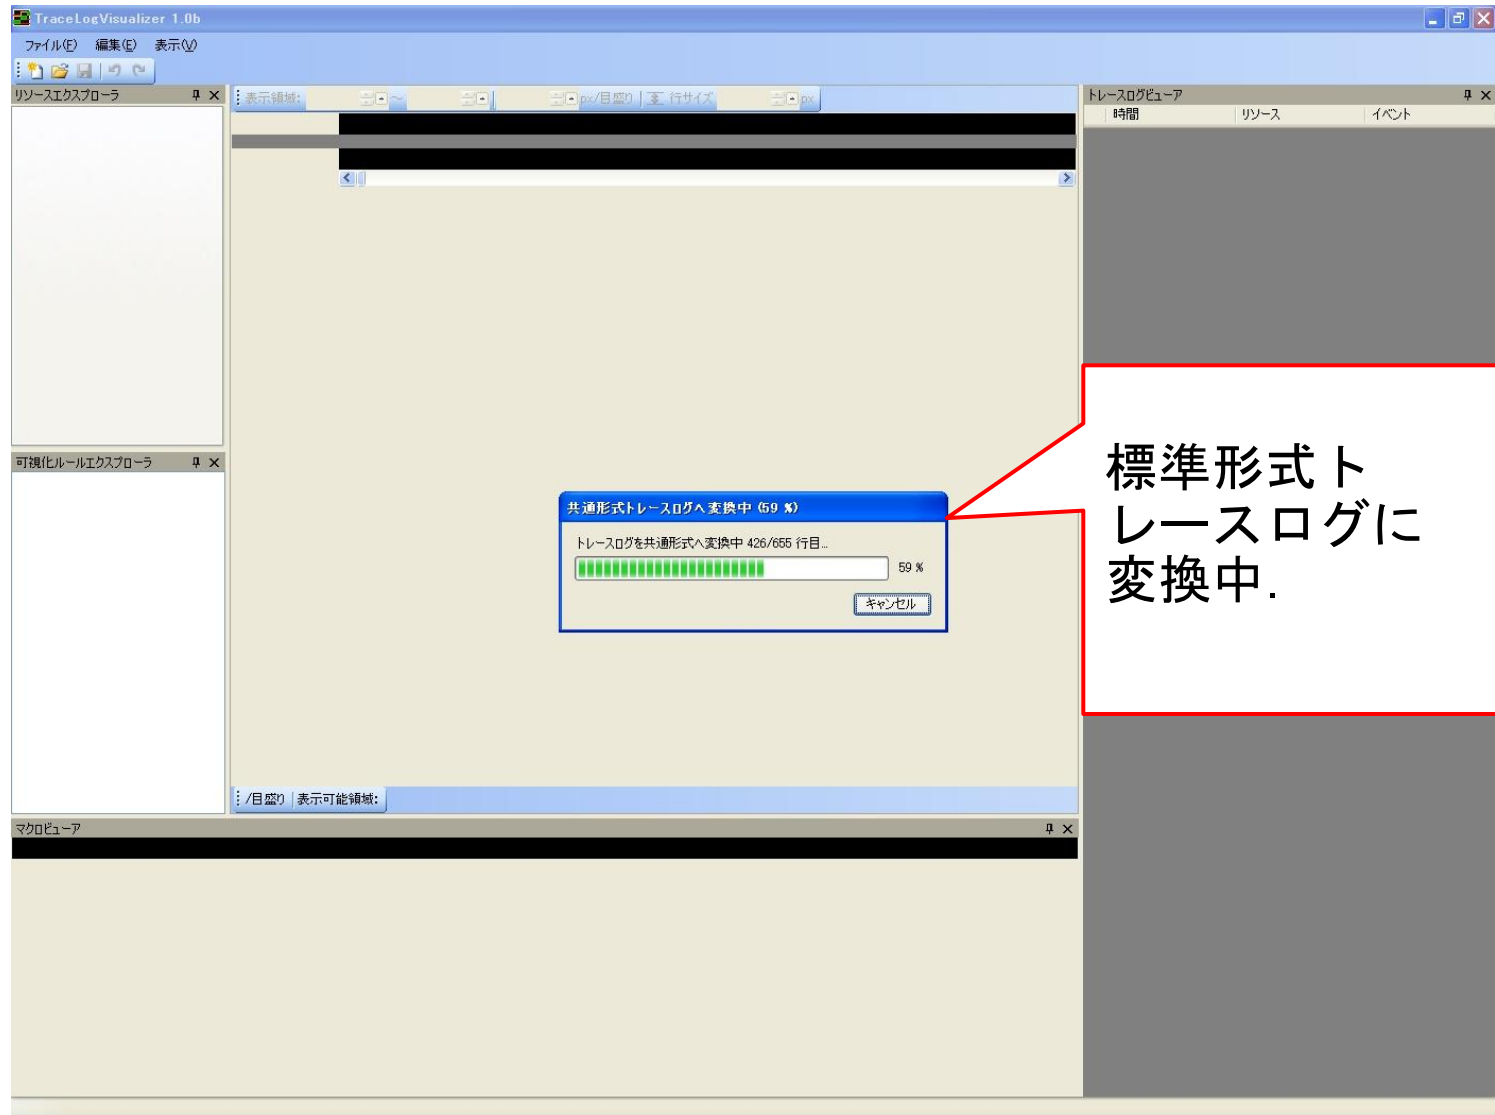 TraceLogVisualizer 1.0b
ファイル(F) 編集(E) 表示(V)
リソースエクスプローラ
表示領域: ～ px/目盛り 行サイズ px
トレースログビューア
時間 リソース イベント
可視化ルールエクスプローラ
標準形式ト
レースログに
変換中.
共通形式トレースログへ変換中 (59 %)
トレースログを共通形式へ変換中 426/655 行目...
59 %
キャンセル
/目盛り 表示可能領域:
マクロビューア